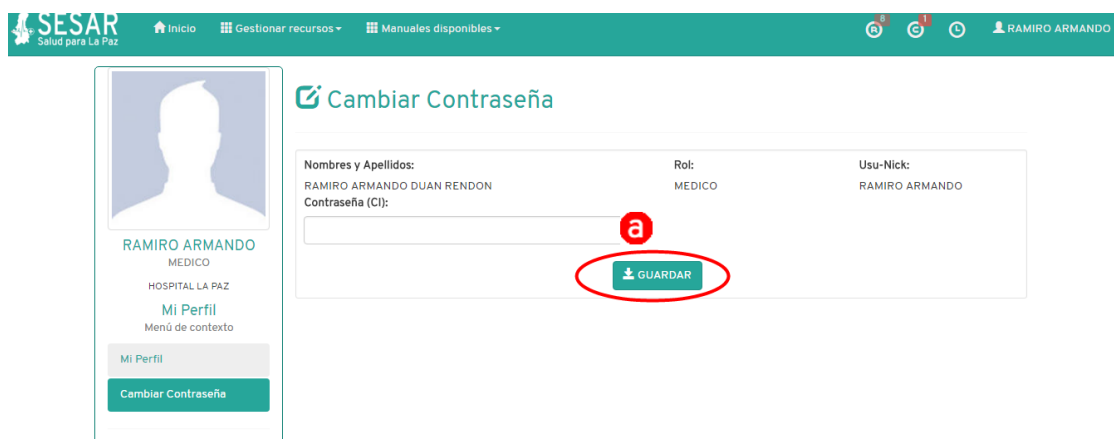 SESAR
Salud para La Paz
Inicio
Gestionar recursos
Manuales disponibles
R 8
C 1
L
RAMIRO ARMANDO
Cambiar Contraseña
Nombres y Apellidos: Rol: Usu-Nick:
RAMIRO ARMANDO DUAN RENDON MEDICO RAMIRO ARMANDO
Contraseña (CI):
a
GUARDAR
RAMIRO ARMANDO
MEDICO
HOSPITAL LA PAZ
Mi Perfil
Menú de contexto
Mi Perfil
Cambiar Contraseña